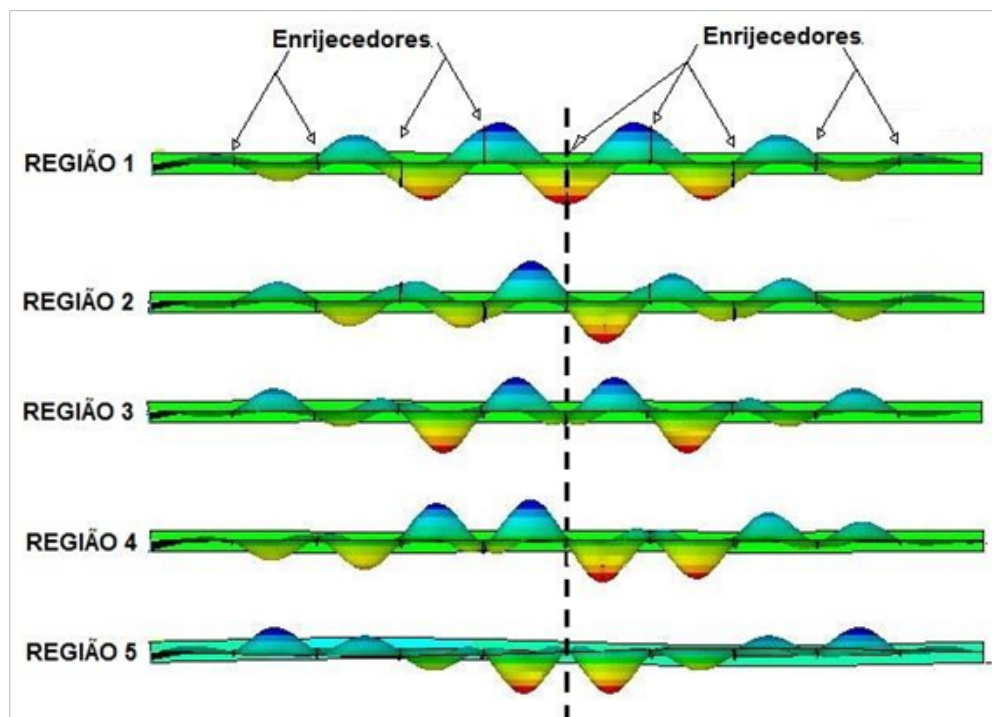 Enrijecedores
Enrijecedores
REGIÃO 1
REGIÃO 2
REGIÃO 3
REGIÃO 4
REGIÃO 5